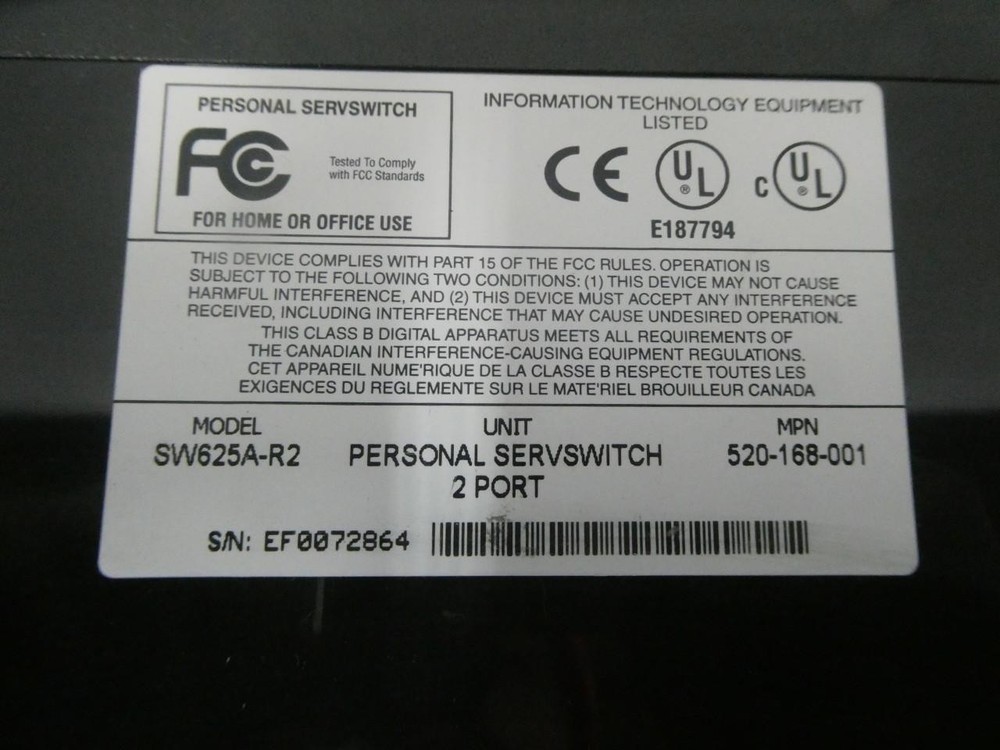 PERSONAL SERVSWITCH
FC
Tested To Comply
with FCC Standards
FOR HOME OR OFFICE USE
INFORMATION TECHNOLOGY EQUIPMENT
LISTED
CE UL ® c UL ®
E187794
THIS DEVICE COMPLIES WITH PART 15 OF THE FCC RULES. OPERATION IS
SUBJECT TO THE FOLLOWING TWO CONDITIONS: (1) THIS DEVICE MAY NOT CAUSE
HARMFUL INTERFERENCE, AND (2) THIS DEVICE MUST ACCEPT ANY INTERFERENCE
RECEIVED, INCLUDING INTERFERENCE THAT MAY CAUSE UNDESIRED OPERATION.
THIS CLASS B DIGITAL APPARATUS MEETS ALL REQUIREMENTS OF
THE CANADIAN INTERFERENCE-CAUSING EQUIPMENT REGULATIONS.
CET APPAREIL NUME'RIQUE DE LA CLASSE B RESPECTE TOUTES LES
EXIGENCES DU REGLEMENTE SUR LE MATE'RIEL BROUILLEUR CANADA
MODEL UNIT MPN
SW625A-R2 PERSONAL SERVSWITCH 520-168-001
2 PORT
S/N: EF0072864